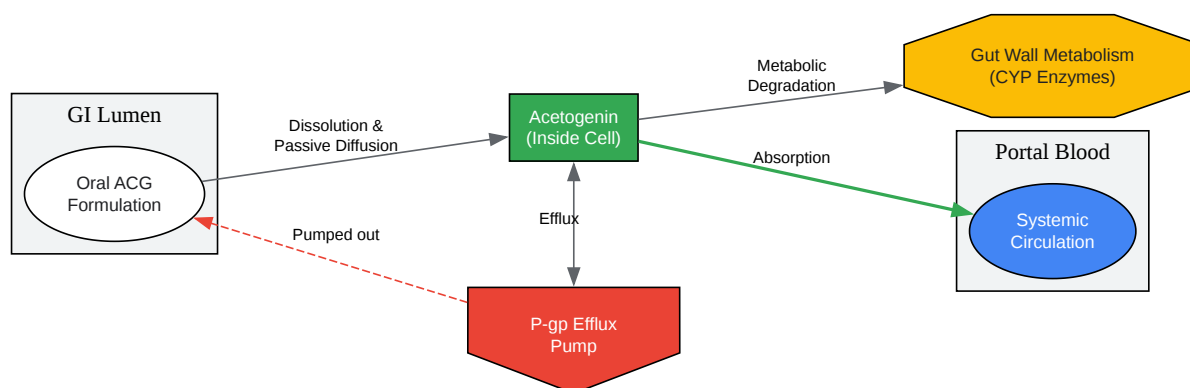 GI Lumen
Oral ACG
Formulation
Dissolution &
Passive Diffusion
Pumped out
Acetogenin
(Inside Cell)
Efflux
P-gp Efflux
Pump
Metabolic
Degradation
Absorption
Gut Wall Metabolism
(CYP Enzymes)
Portal Blood
Systemic
Circulation